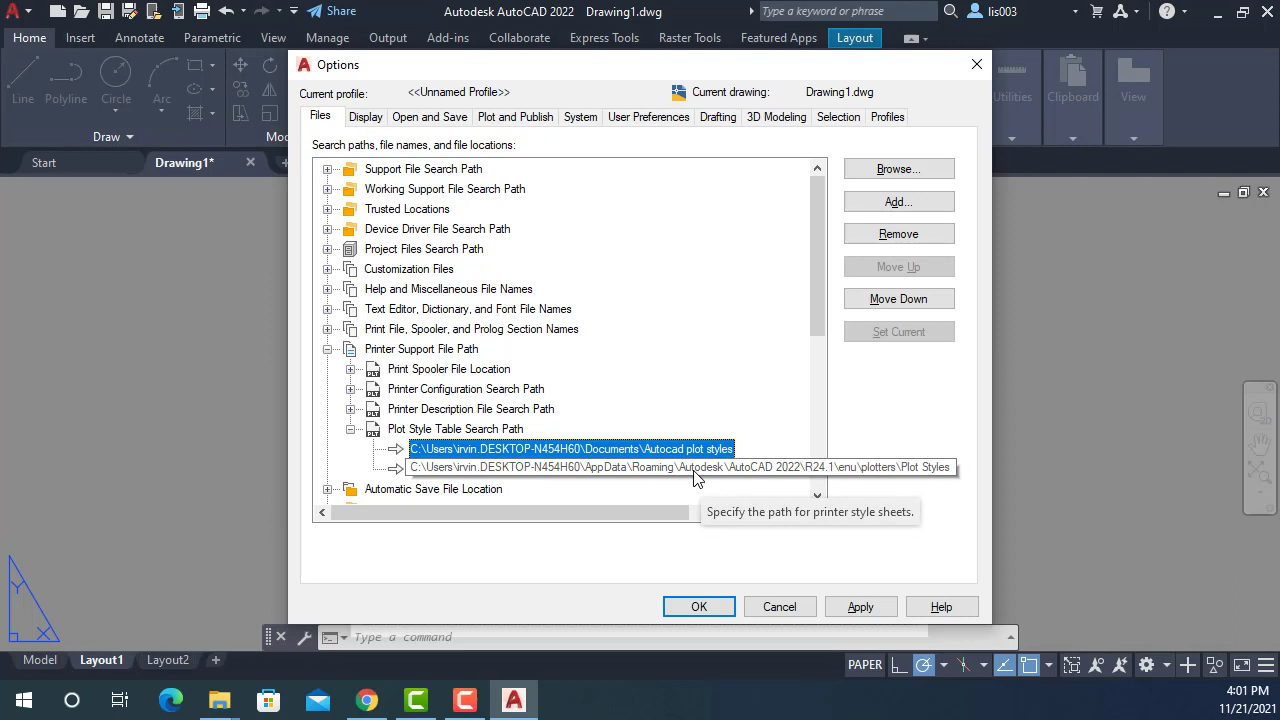 Share
Autodesk AutoCAD 2022 Drawing1.dwg
Type a keyword or phrase
lis003
Home Insert Annotate Parametric View Manage Output Add-ins Collaborate Express Tools Raster Tools Featured Apps Layout
Line Polyline Circle Arc
Utilities Clipboard View
Draw
Start
Drawing1*
Options
Current profile: <<Unnamed Profile>>
Current drawing: Drawing1.dwg
Files Display Open and Save Plot and Publish System User Preferences Drafting 3D Modeling Selection Profiles
Search paths, file names, and file locations:
Support File Search Path
Working Support File Search Path
Trusted Locations
Device Driver File Search Path
Project Files Search Path
Customization Files
Help and Miscellaneous File Names
Text Editor, Dictionary, and Font File Names
Print File, Spooler, and Prolog Section Names
Printer Support File Path
Print Spooler File Location
Printer Configuration Search Path
Printer Description File Search Path
Plot Style Table Search Path
C:\Users\irvin.DESKTOP-N454H60\Documents\Autocad plot styles
C:\Users\irvin.DESKTOP-N454H60\AppData\Roaming\Autodesk\AutoCAD 2022\R24.1\enu\plotters\Plot Styles
Automatic Save File Location
Specify the path for printer style sheets.
Browse...
Add...
Remove
Move Up
Move Down
Set Current
OK Cancel Apply Help
Y
X
Type a command
Model Layout1 Layout2
PAPER
4:01 PM
11/21/2021